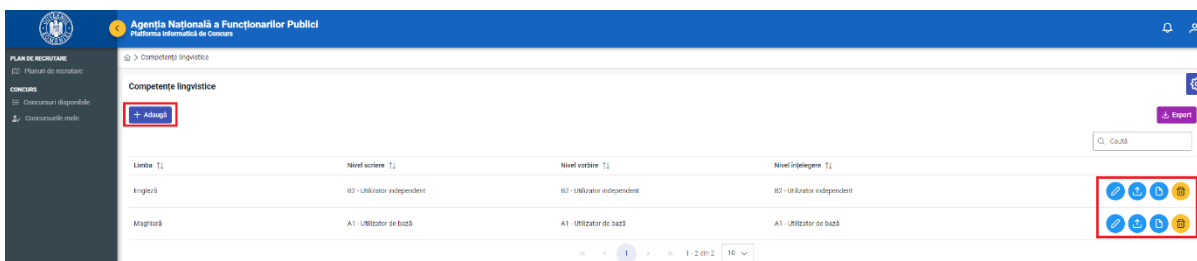 Agenția Națională a Funcționarilor Publici
Platforma Informatică de Concurs
PLAN DE RECRUTARE
Planuri de recrutare
CONCURS
Concursuri disponibile
Concursurile mele
> Competențe lingvistice
Competențe lingvistice
+ Adaugă
Export
Caută
Limba Nivel scriere Nivel vorbire Nivel înțelegere
Engleză B2 - Utilizator independent B2 - Utilizator independent B2 - Utilizator independent
Maghiară A1 - Utilizator de bază A1 - Utilizator de bază A1 - Utilizator de bază
« < 1 > » 1 - 2 din 2 10